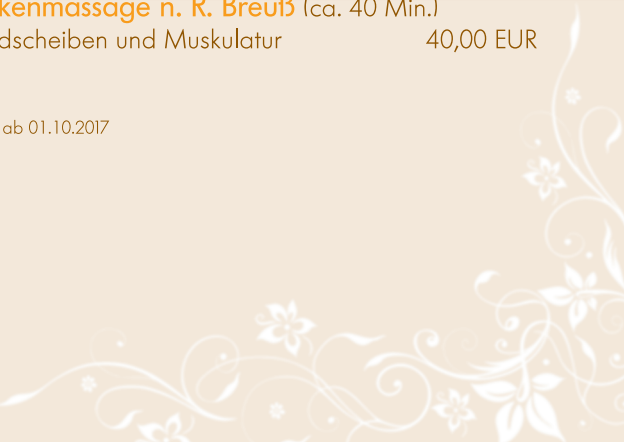 kenmassage n. R. Breuß (ca. 40 Min.)
dscheiben und Muskulatur 40,00 EUR
ab 01.10.2017